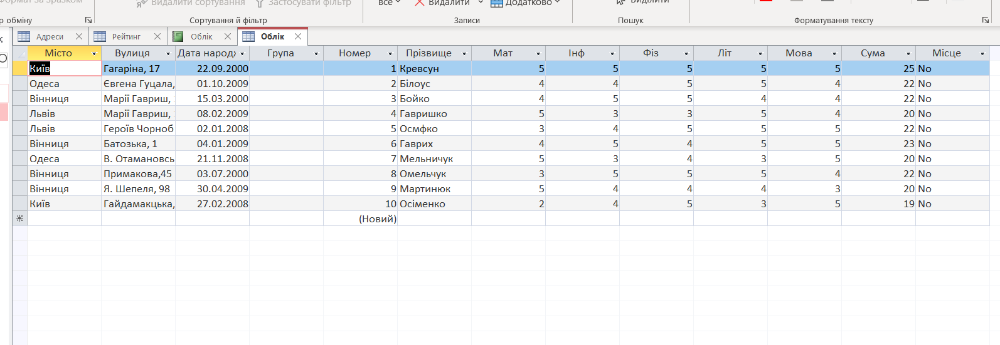 Формат за зразком Видалити сортування Застосувати фільтр все Видалити Додатково Виділити
р обміну Сортування й фільтр Записи Пошук Форматування тексту
Адреси Рейтинг Облік Облік
Місто Вулиця Дата народж Група Номер Прізвище Мат Інф Фіз Літ Мова Сума Місце
Київ Гагаріна, 17 22.09.2000 1 Кревсун 5 5 5 5 5 25 No
Одеса Євгена Гуцала, 01.10.2009 2 Білоус 4 4 5 5 4 22 No
Вінниця Марії Гавриш, 15.03.2000 3 Бойко 4 5 5 4 4 22 No
Львів Марії Гавриш, 08.02.2009 4 Гавришко 5 3 3 5 4 20 No
Львів Героїв Чорноб 02.01.2008 5 Осмфко 3 4 5 5 5 22 No
Вінниця Батозька, 1 04.01.2009 6 Гаврих 4 5 4 5 5 23 No
Одеса В. Отамановсь 21.11.2008 7 Мельничук 5 3 4 3 5 20 No
Вінниця Примакова,45 03.07.2000 8 Омельчук 3 5 5 5 4 22 No
Вінниця Я. Шепеля, 98 30.04.2009 9 Мартинюк 5 4 4 4 3 20 No
Київ Гайдамацька, 27.02.2008 10 Осіменко 2 4 5 3 5 19 No
(Новий)